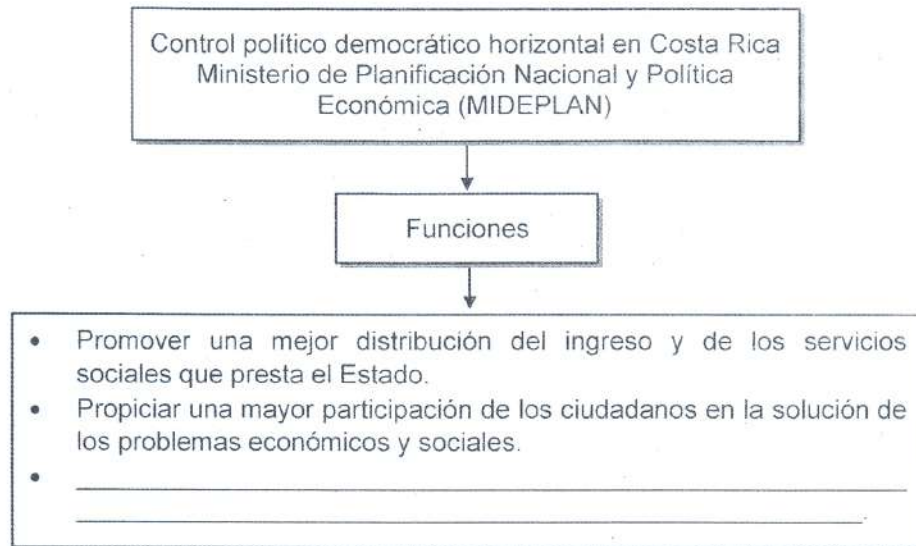 Control político democrático horizontal en Costa Rica
Ministerio de Planificación Nacional y Política
Económica (MIDEPLAN)
Funciones
• Promover una mejor distribución del ingreso y de los servicios
sociales que presta el Estado.
• Propiciar una mayor participación de los ciudadanos en la solución de
los problemas económicos y sociales.
•